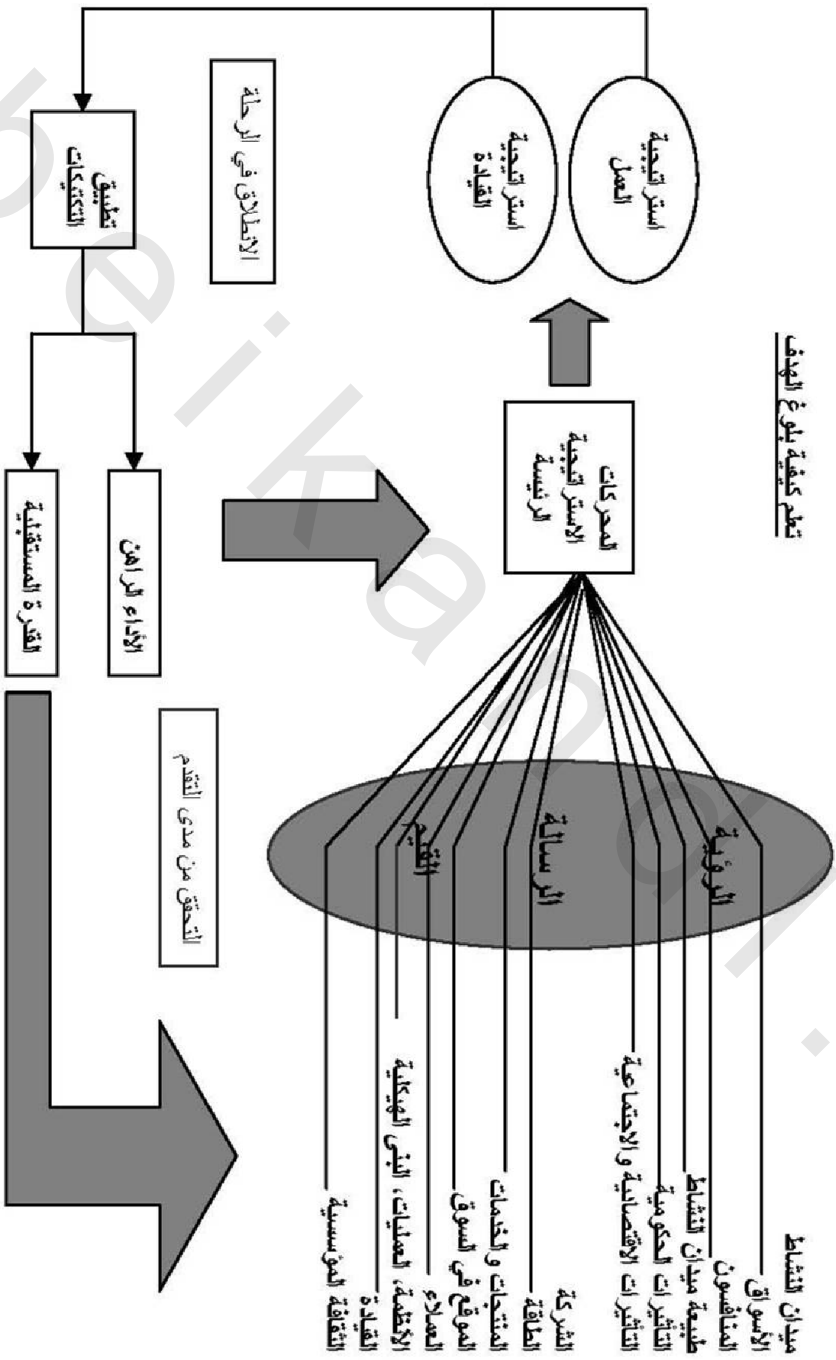 تعلم كيفية بلوغ الهدف
ميدان النشاط
الأسواق
المنافسون
طبيعة ميدان النشاط
التأثيرات الحكومية
التأثيرات الاقتصادية والاجتماعية
الشركة
الطاقة
المنتجات والخدمات
الموقع في السوق
العملاء
الأنظمة، العمليات، البنى الهيكلية
القيادة
الثقافة المؤسسية
الرؤية
الرسالة
القيم
المحركات
الاستراتيجية
الرئيسة
استراتيجية
العمل
استراتيجية
القيادة
الانطلاق في الرحلة
تطبيق
التكتيكات
الأداء الراهن
القدرة المستقبلية
التحقق من مدى التقدم
beikandl.